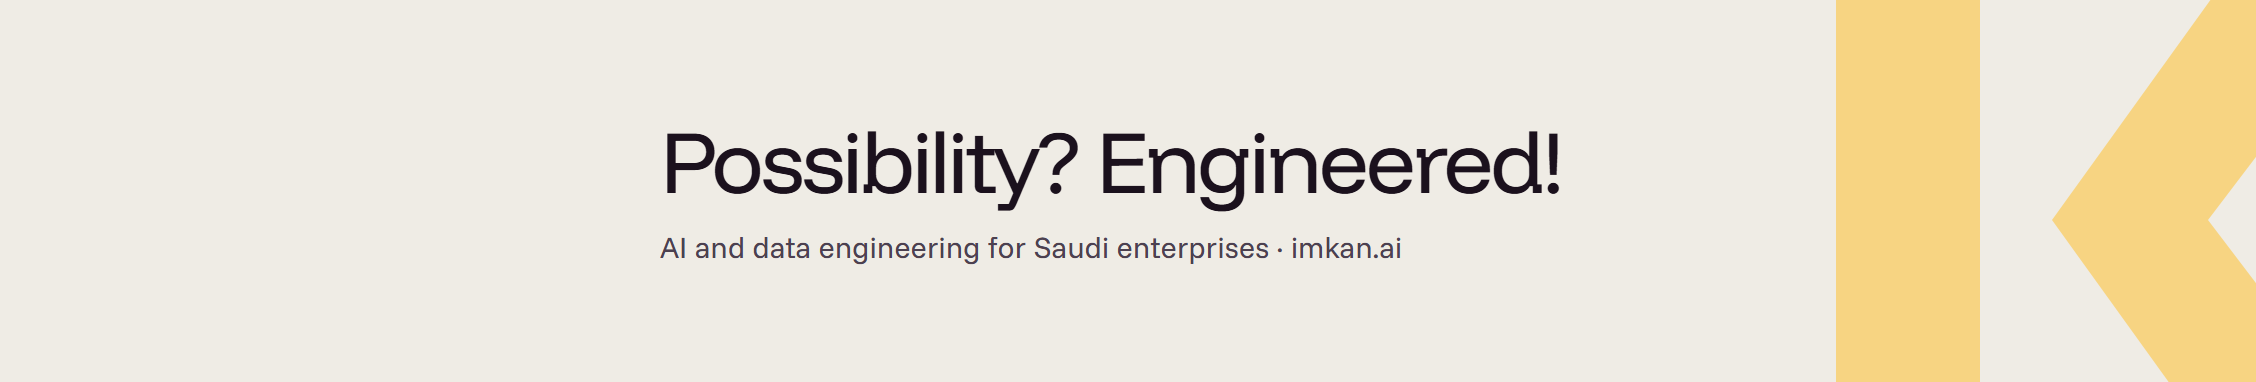 Possibility? Engineered!
AI and data engineering for Saudi enterprises · imkan.ai